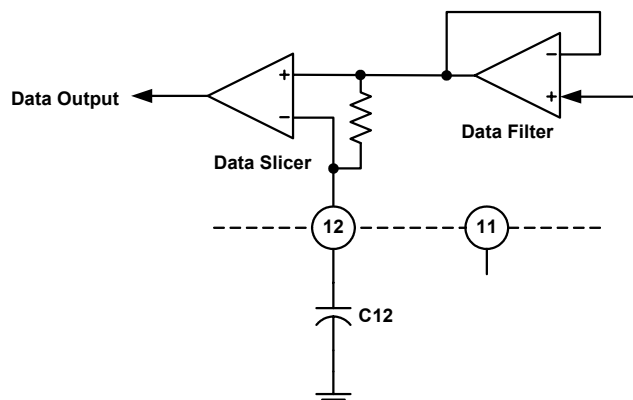 +
−
−
+
Data Output
Data Filter
Data Slicer
12
11
C12